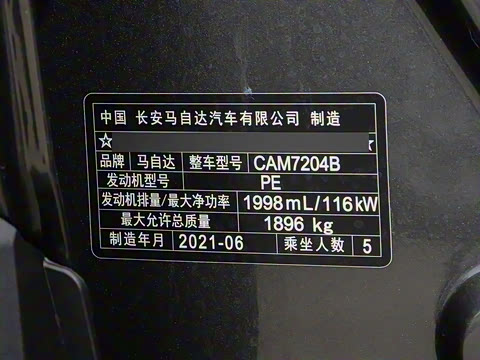 中国 长安马自达汽车有限公司 制造
☆
品牌 马自达 整车型号 CAM7204B
发动机型号 PE
发动机排量/最大净功率 1998mL/116kW
最大允许总质量 1896 kg
制造年月 2021-06 乘坐人数 5